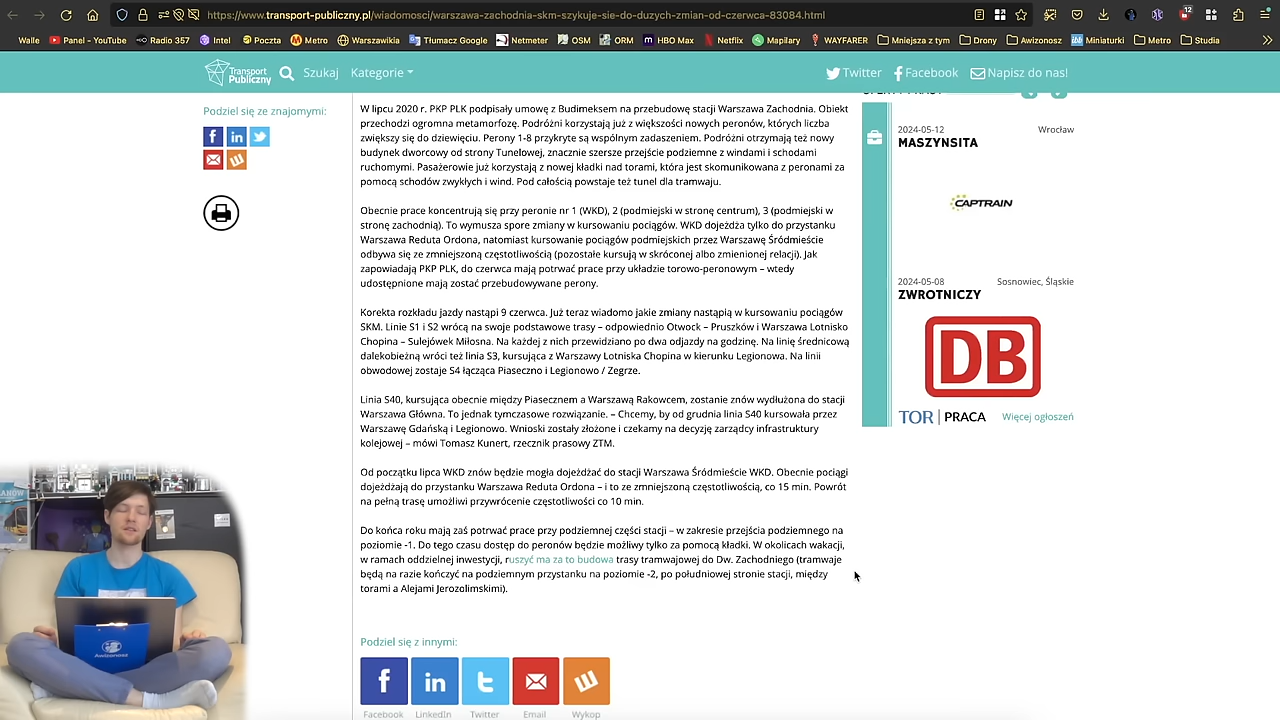 https://www.transport-publiczny.pl/wiadomosci/warszawa-zachodnia-skm-szykuje-sie-do-duzych-zmian-od-czerwca-83084.html
12
Walle
Panel - YouTube
Radio 357
Intel
Poczta
Metro
Warszawikia
Tłumacz Google
Netmeter
OSM
ORM
HBO Max
Netflix
Mapilary
WAYFARER
Mniejsza z tym
Drony
Awizonosz
Miniaturki
Metro
Studia
Transport
Publiczny
Szukaj
Kategorie
Twitter
Facebook
Napisz do nas!
Podziel się ze znajomymi:
W lipcu 2020 r. PKP PLK podpisały umowę z Budimeksem na przebudowę stacji Warszawa Zachodnia. Obiekt
przechodzi ogromna metanorfozę. Podróżni korzystają już z większości nowych peronów, których liczba
zwiększy się do dziewięciu. Perony 1-8 przykryte są wspólnym zadaszeniem. Podróżni otrzymają też nowy
budynek dworcowy od strony Tunelowej, znacznie szersze przejście podziemne z windami i schodami
ruchomymi. Pasażerowie już korzystają z nowej kładki nad torami, która jest skomunikowana z peronami za
pomocą schodów zwykłych i wind. Pod całością powstaje też tunel dla tramwaju.
Obecnie prace koncentrują się przy peronie nr 1 (WKD), 2 (podmiejski w stronę centrum), 3 (podmiejski w
stronę zachodnią). To wymusza spore zmiany w kursowaniu pociągów. WKD dojeżdża tylko do przystanku
Warszawa Reduta Ordona, natomiast kursowanie pociągów podmiejskich przez Warszawę Śródmieście
odbywa się ze zmniejszoną częstotliwością (pozostałe kursują w skróconej albo zmienionej relacji). Jak
zapowiadają PKP PLK, do czerwca mają potrwać prace przy układzie torowo-peronowym – wtedy
udostępnione mają zostać przebudowywane perony.
Korekta rozkładu jazdy nastąpi 9 czerwca. Już teraz wiadomo jakie zmiany nastąpią w kursowaniu pociągów
SKM. Linie S1 i S2 wrócą na swoje podstawowe trasy – odpowiednio Otwock – Pruszków i Warszawa Lotnisko
Chopina – Sulejówek Miłosna. Na każdej z nich przewidziano po dwa odjazdy na godzinę. Na linię średnicową
dalekobieżną wróci też linia S3, kursująca z Warszawy Lotniska Chopina w kierunku Legionowa. Na linii
obwodowej zostaje S4 łącząca Piaseczno i Legionowo / Zegrze.
Linia S40, kursująca obecnie między Piasecznem a Warszawą Rakowcem, zostanie znów wydłużona do stacji
Warszawa Główna. To jednak tymczasowe rozwiązanie. – Chcemy, by od grudnia linia S40 kursowała przez
Warszawę Gdańską i Legionowo. Wnioski zostały złożone i czekamy na decyzję zarządcy infrastruktury
kolejowej – mówi Tomasz Kunert, rzecznik prasowy ZTM.
Od początku lipca WKD znów będzie mogła dojeżdżać do stacji Warszawa Śródmieście WKD. Obecnie pociągi
dojeżdżają do przystanku Warszawa Reduta Ordona – i to ze zmniejszoną częstotliwość, co 15 min. Powrót
na pełną trasę umożliwi przywrócenie częstotliwości co 10 min.
Do końca roku mają zaś potrwać prace przy podziemnej części stacji – w zakresie przejścia podziemnego na
poziomie -1. Do tego czasu dostęp do peronów będzie możliwy tylko za pomocą kładki. W okolicach wakacji,
w ramach oddzielnej inwestycji, ruszyć ma za to budowa trasy tramwajowej do Dw. Zachodniego (tramwaje
będą na razie kończyć na podziemnym przystanku na poziomie -2, po południowej stronie stacji, między
torami a Alejami Jerozolimskimi).
2024-05-12
Wrocław
MASZYNSITA
CAPTRAIN
2024-05-08
Sosnowiec, Śląskie
ZWROTNICZY
DB
TOR | PRACA
Więcej ogłoszeń
Podziel się z innymi:
Facebook
LinkedIn
Twitter
Email
Wykop
Awizonosz